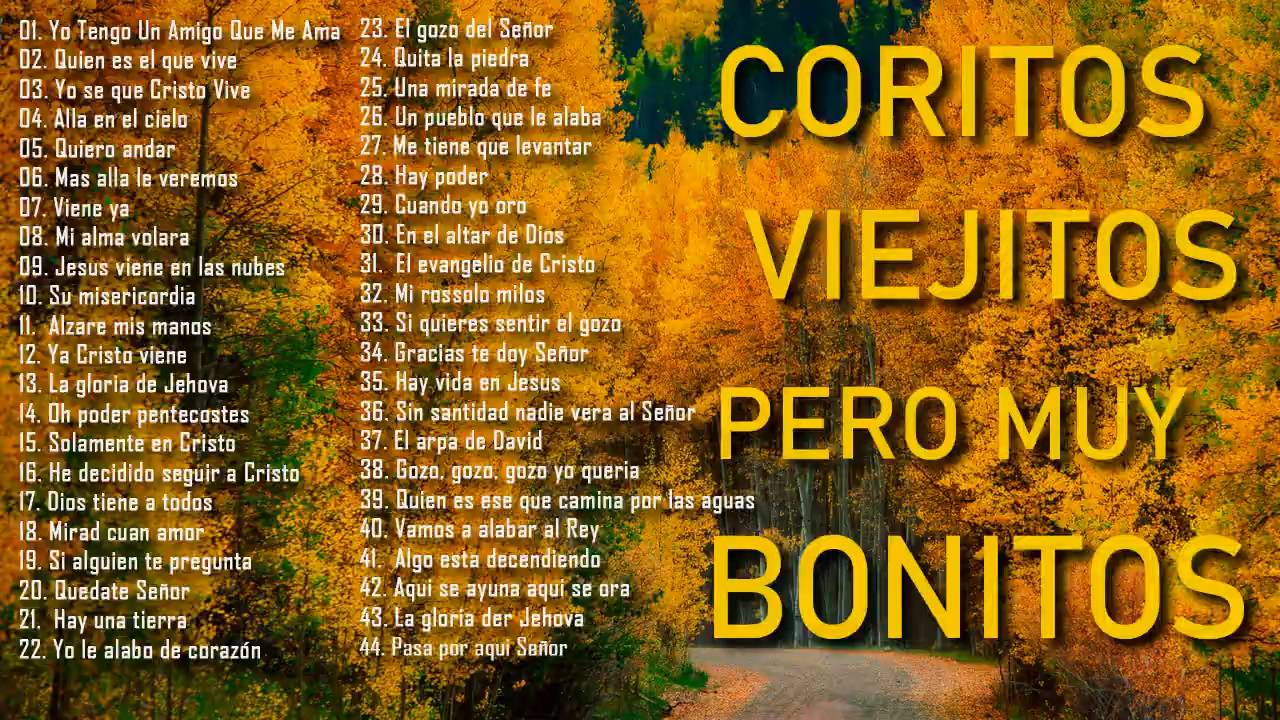 01. Yo Tengo Un Amigo Que Me Ama
02. Quien es el que vive
03. Yo se que Cristo Vive
04. Alla en el cielo
05. Quiero andar
06. Mas alla le veremos
07. Viene ya
08. Mi alma volara
09. Jesus viene en las nubes
10. Su misericordia
11. Alzare mis manos
12. Ya Cristo viene
13. La gloria de Jehova
14. Oh poder pentecostes
15. Solamente en Cristo
16. He decidido seguir a Cristo
17. Dios tiene a todos
18. Mirad cuan amor
19. Si alguien te pregunta
20. Quedate Señor
21. Hay una tierra
22. Yo le alabo de corazón
23. El gozo del Señor
24. Quita la piedra
25. Una mirada de fe
26. Un pueblo que le alaba
27. Me tiene que levantar
28. Hay poder
29. Cuando yo oro
30. En el altar de Dios
31. El evangelio de Cristo
32. Mi rossolo milos
33. Si quieres sentir el gozo
34. Gracias te doy Señor
35. Hay vida en Jesus
36. Sin santidad nadie vera al Señor
37. El arpa de David
38. Gozo, gozo, gozo yo queria
39. Quien es ese que camina por las aguas
40. Vamos a alabar al Rey
41. Algo esta decendiendo
42. Aqui se ayuna aqui se ora
43. La gloria der Jehova
44. Pasa por aqui Señor
CORITOS
VIEJITOS
PERO MUY
BONITOS